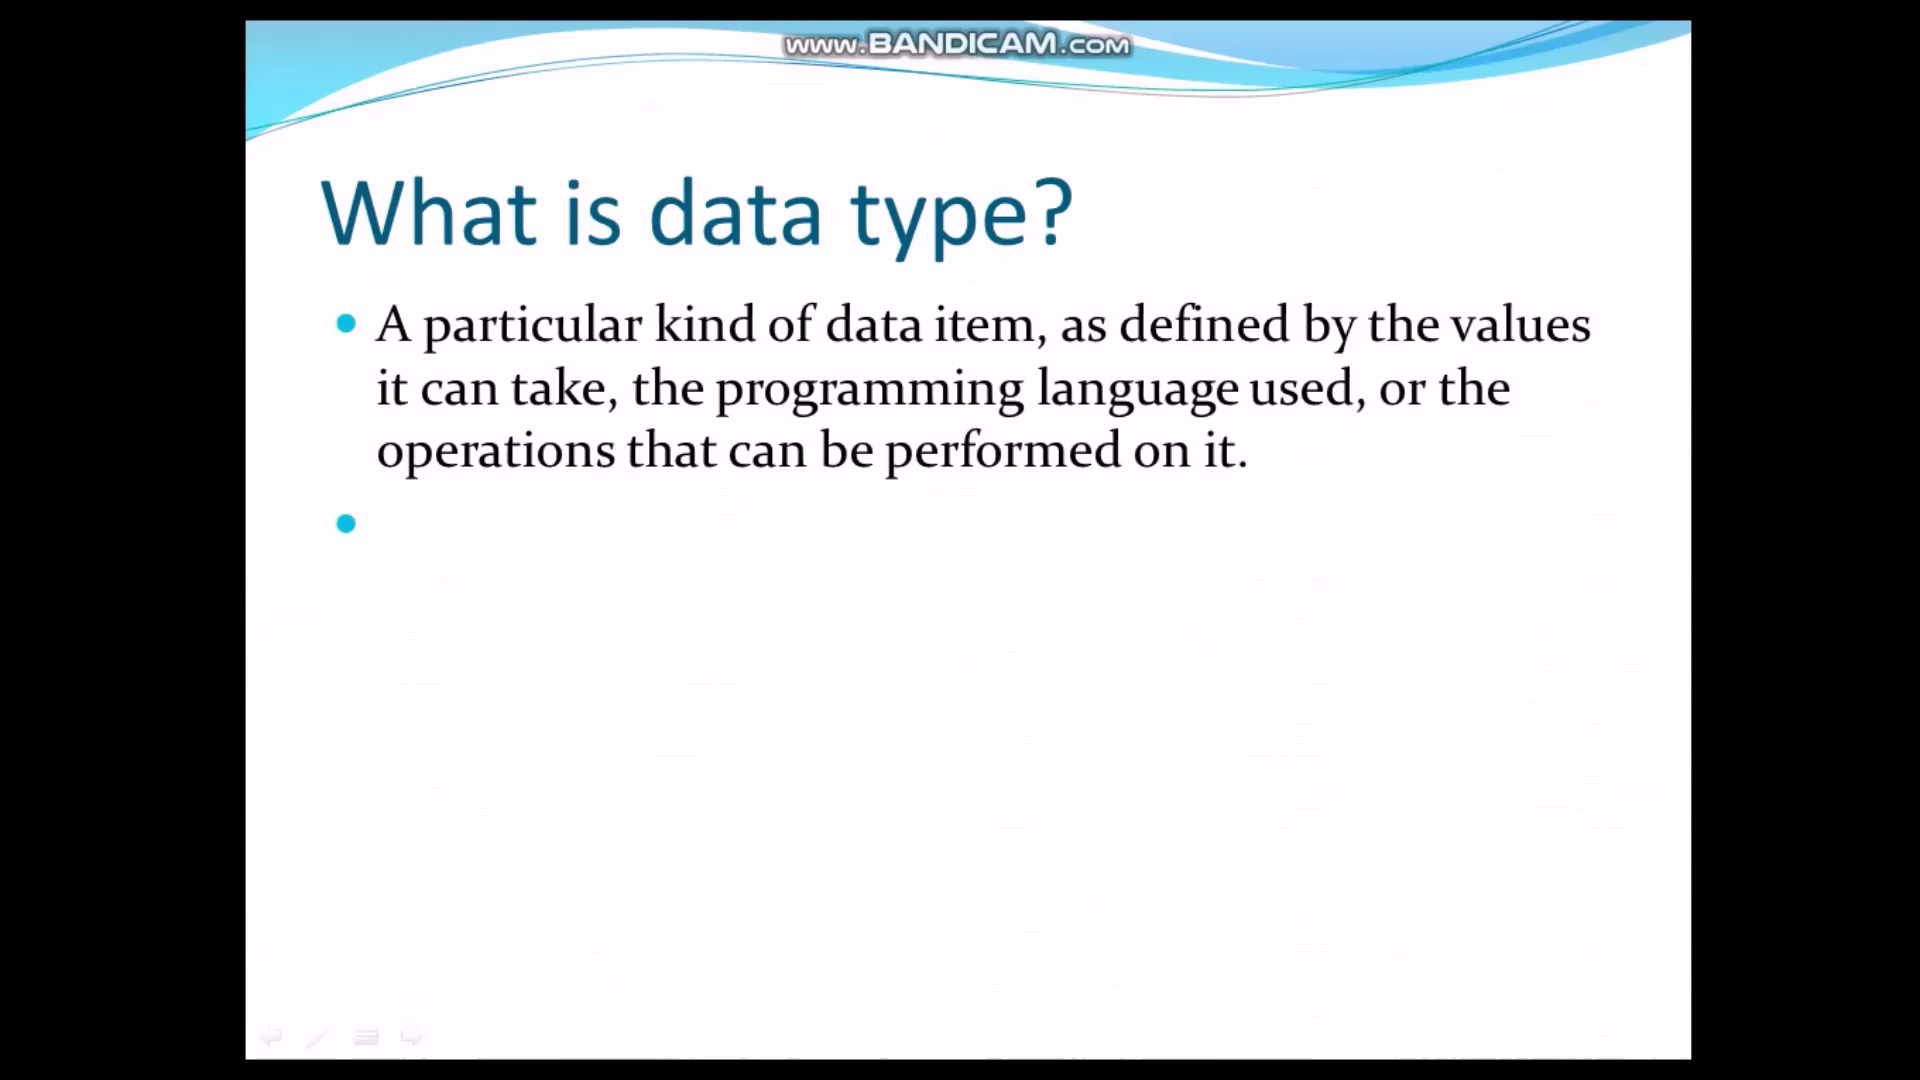 www.BANDICAM.com
What is data type?
A particular kind of data item, as defined by the values
it can take, the programming language used, or the
operations that can be performed on it.